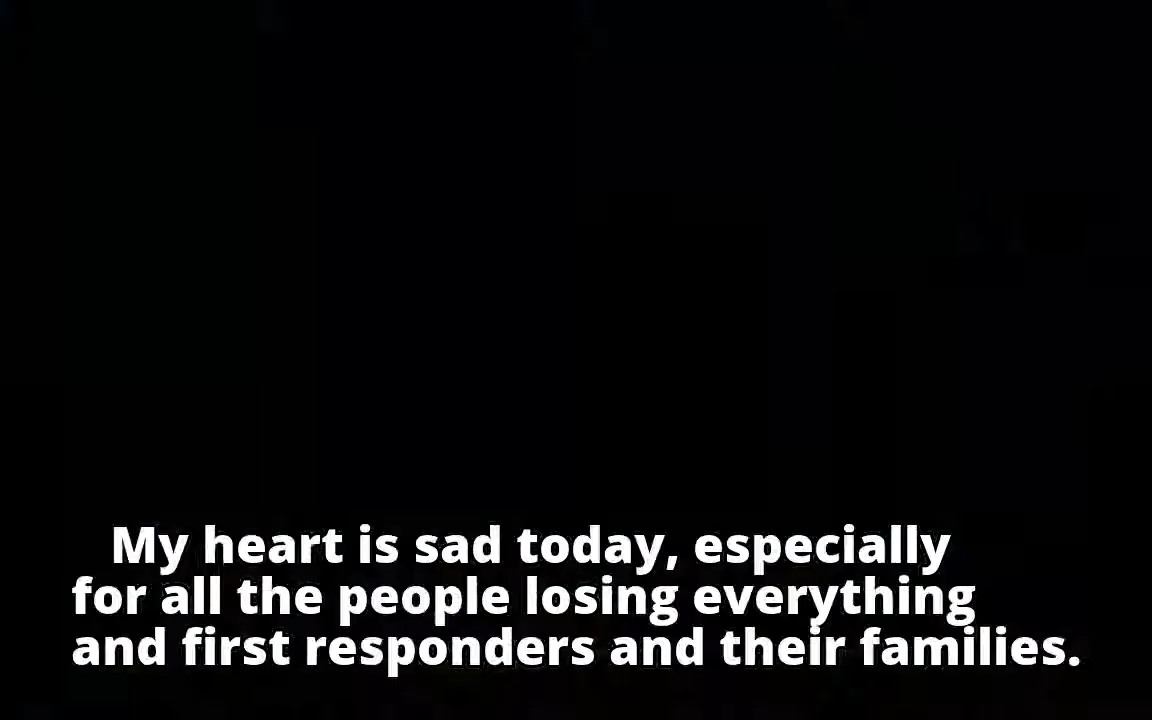 My heart is sad today, especially
for all the people losing everything
and first responders and their families.